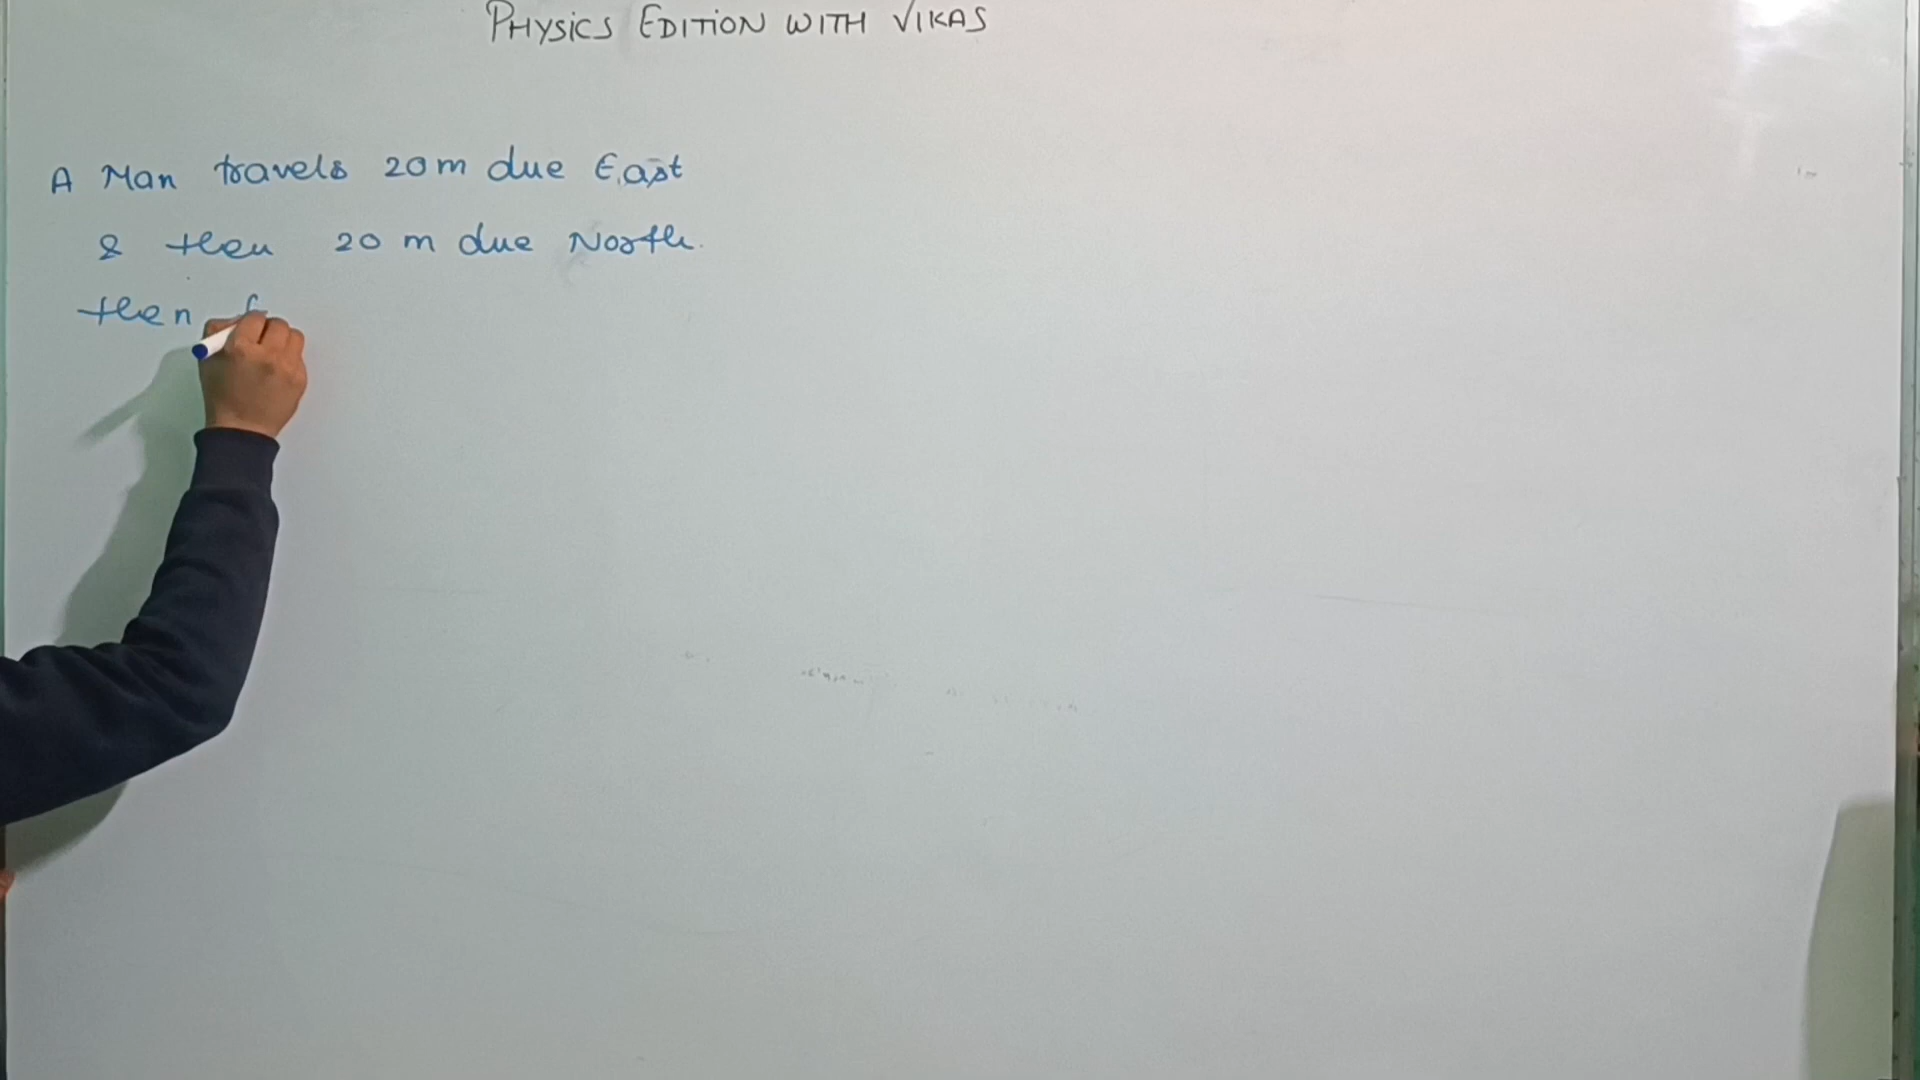 PHYSICS EDITION WITH VIKAS
A Man travels 20m due East
& then 20 m due North.
then